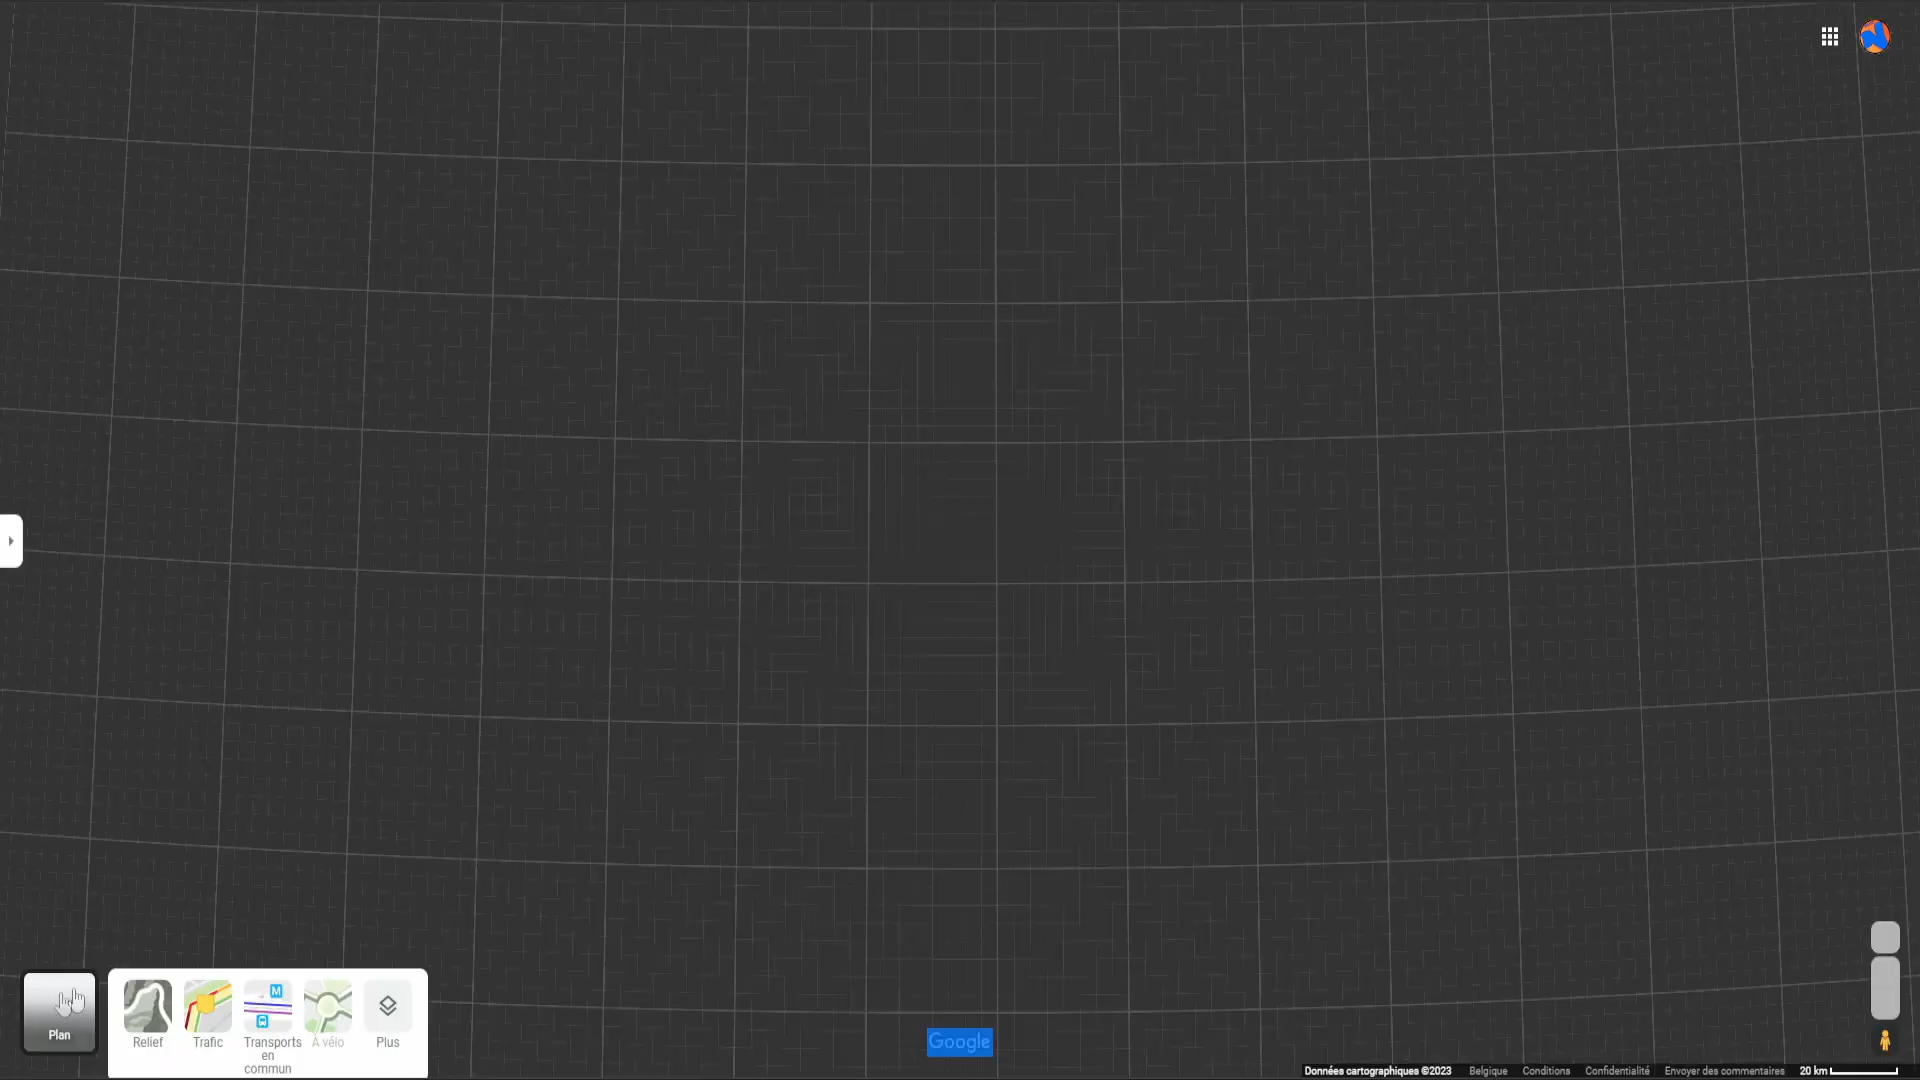 Plan
Relief
Trafic
Transports
en
commun
À vélo
Plus
M
Google
Données cartographiques ©2023 Belgique Conditions Confidentialité Envoyer des commentaires 20 km